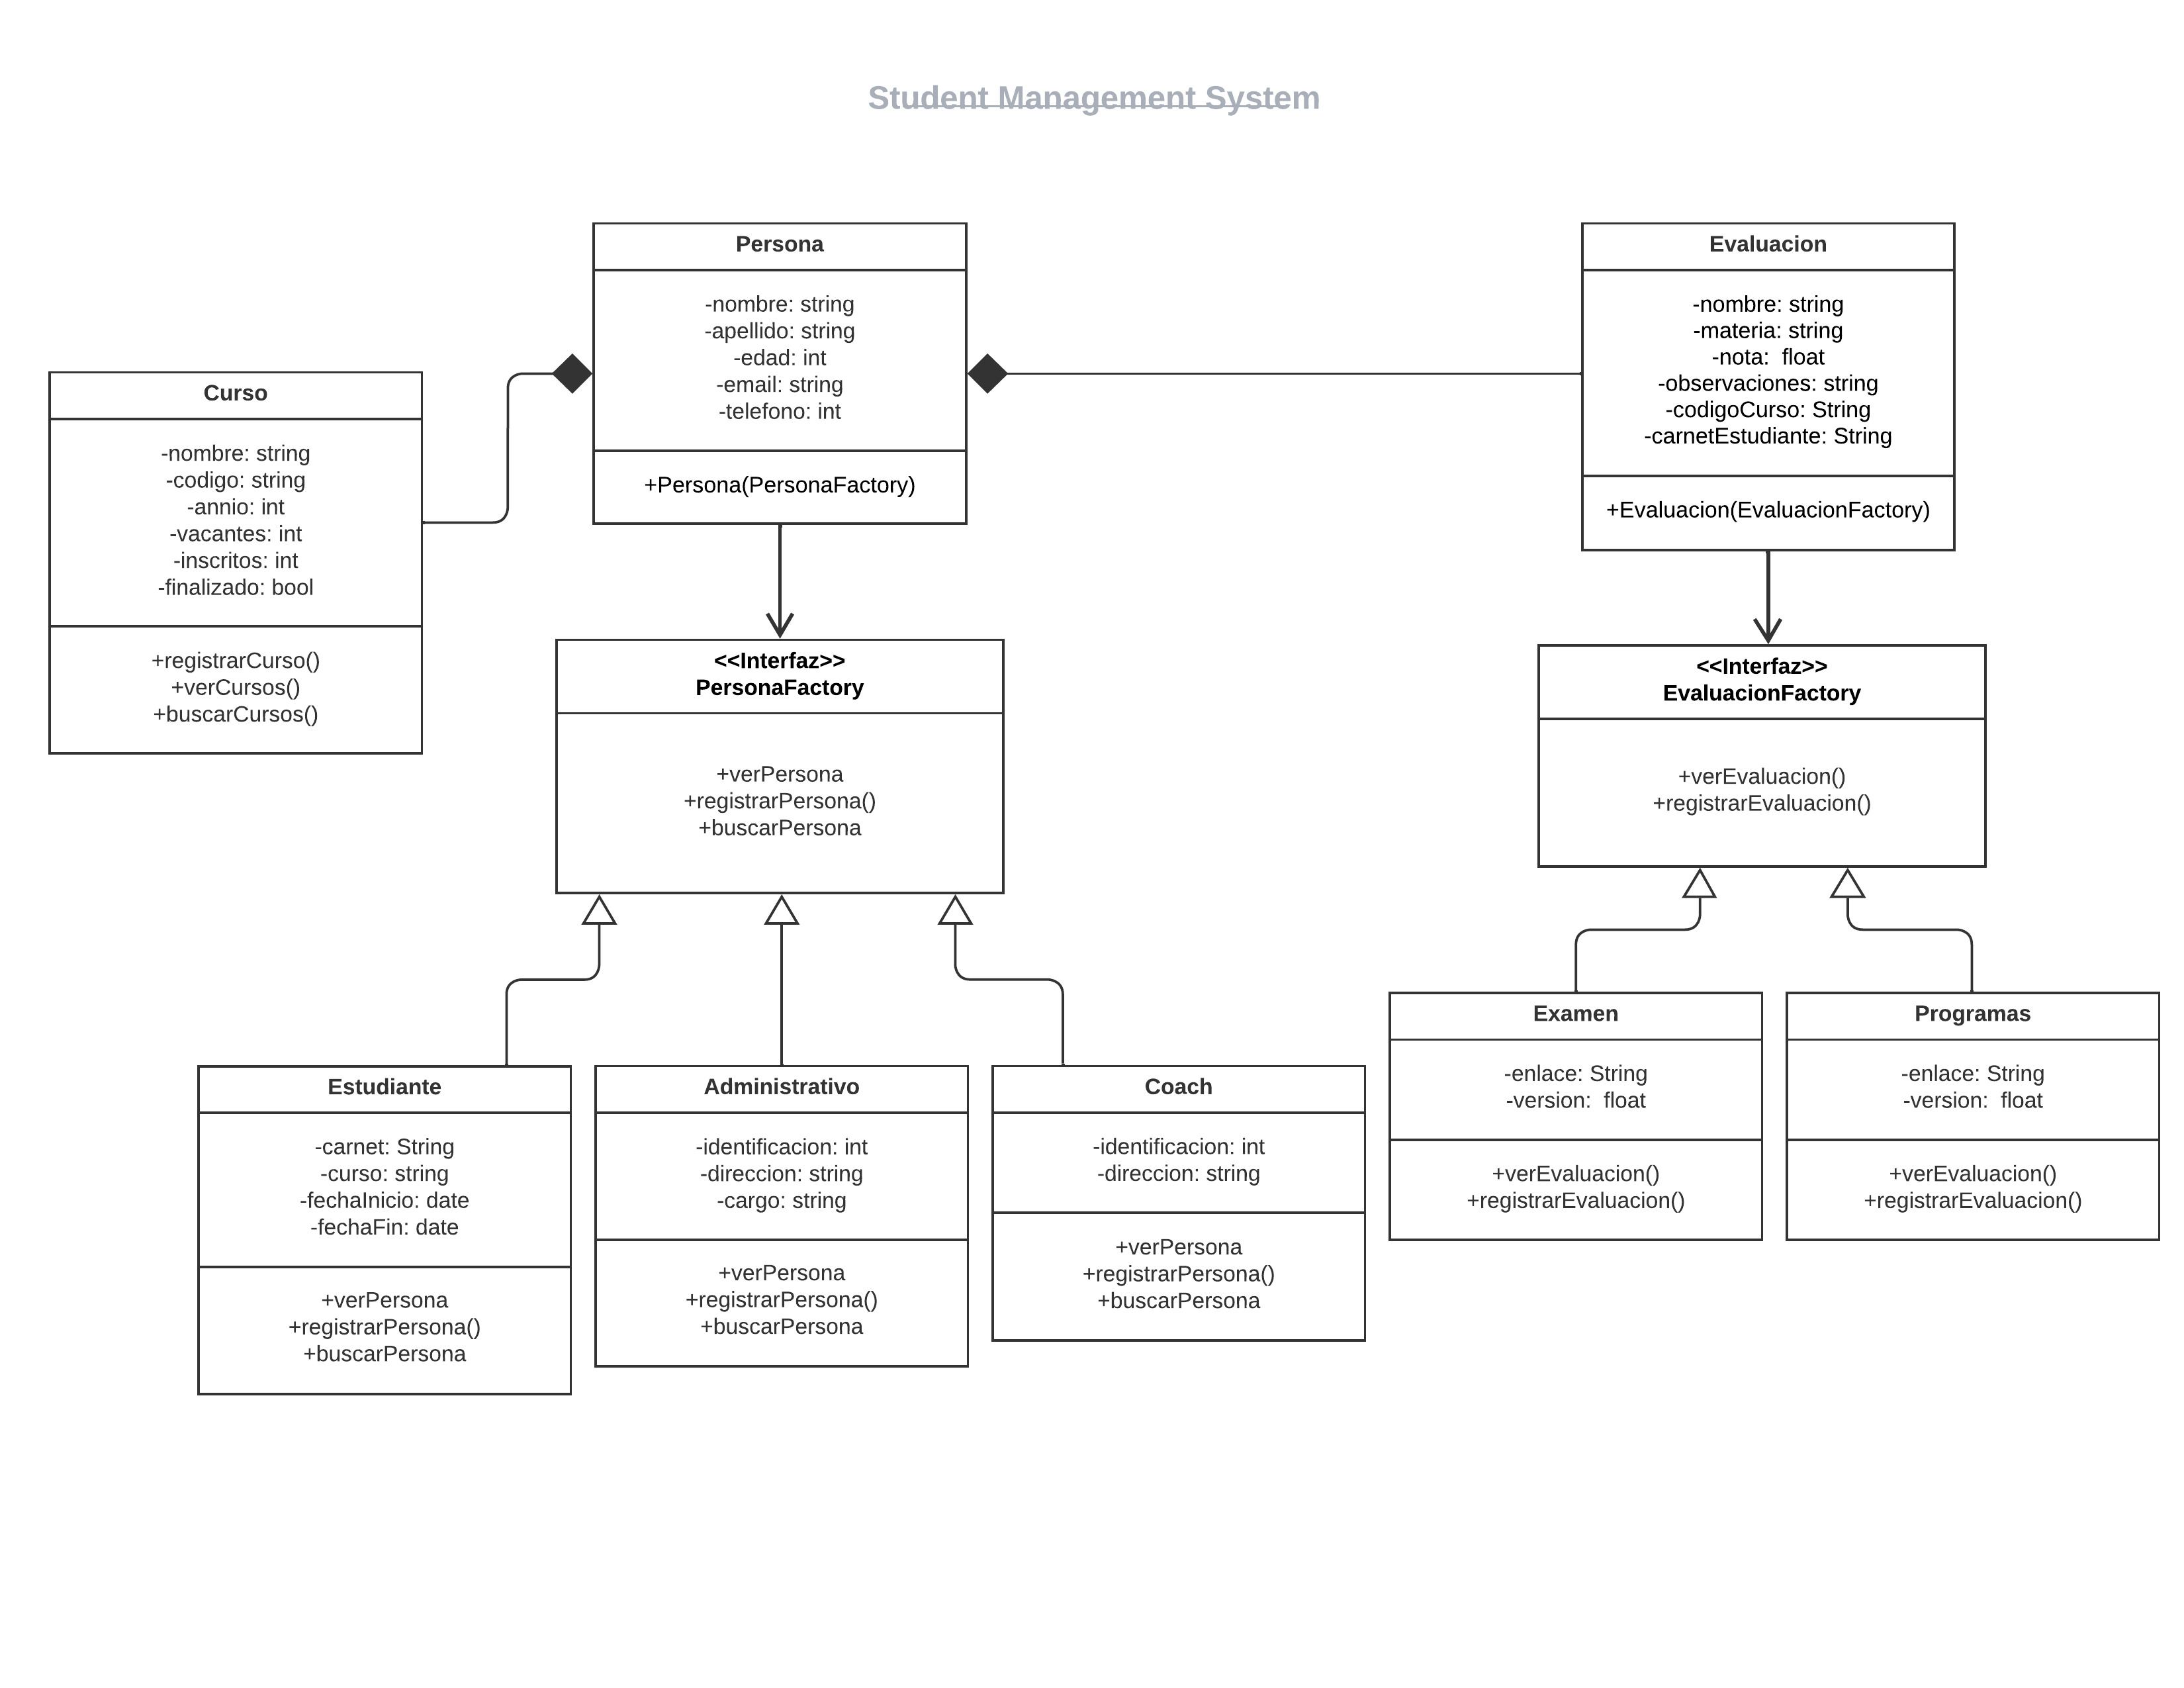 Student Management System
Persona
-nombre: string
-apellido: string
-edad: int
-email: string
-telefono: int
+Persona(PersonaFactory)
Evaluacion
-nombre: string
-materia: string
-nota:  float
-observaciones: string
-codigoCurso: String
-carnetEstudiante: String
+Evaluacion(EvaluacionFactory)
Curso
-nombre: string
-codigo: string
-annio: int
-vacantes: int
-inscritos: int
-finalizado: bool
+registrarCurso()
+verCursos()
+buscarCursos()
<<Interfaz>>
PersonaFactory
+verPersona
+registrarPersona()
+buscarPersona
<<Interfaz>>
EvaluacionFactory
+verEvaluacion()
+registrarEvaluacion()
Estudiante
-carnet: String
-curso: string
-fechaInicio: date
-fechaFin: date
+verPersona
+registrarPersona()
+buscarPersona
Administrativo
-identificacion: int
-direccion: string
-cargo: string
+verPersona
+registrarPersona()
+buscarPersona
Coach
-identificacion: int
-direccion: string
+verPersona
+registrarPersona()
+buscarPersona
Examen
-enlace: String
-version:  float
+verEvaluacion()
+registrarEvaluacion()
Programas
-enlace: String
-version:  float
+verEvaluacion()
+registrarEvaluacion()